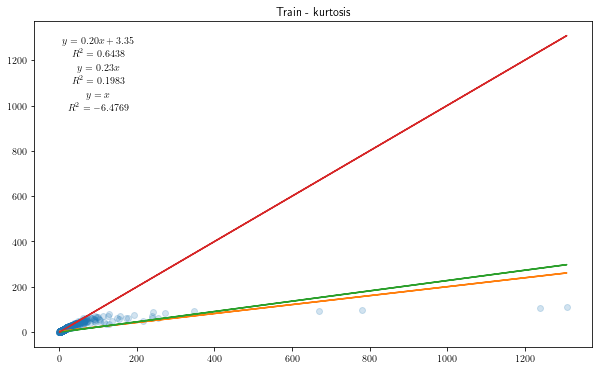 Train - kurtosis
y = 0.20x + 3.35
R² = 0.6438
y = 0.23x
R² = 0.1983
y = x
R² = −6.4769
1200
1000
800
600
400
200
0
0 200 400 600 800 1000 1200